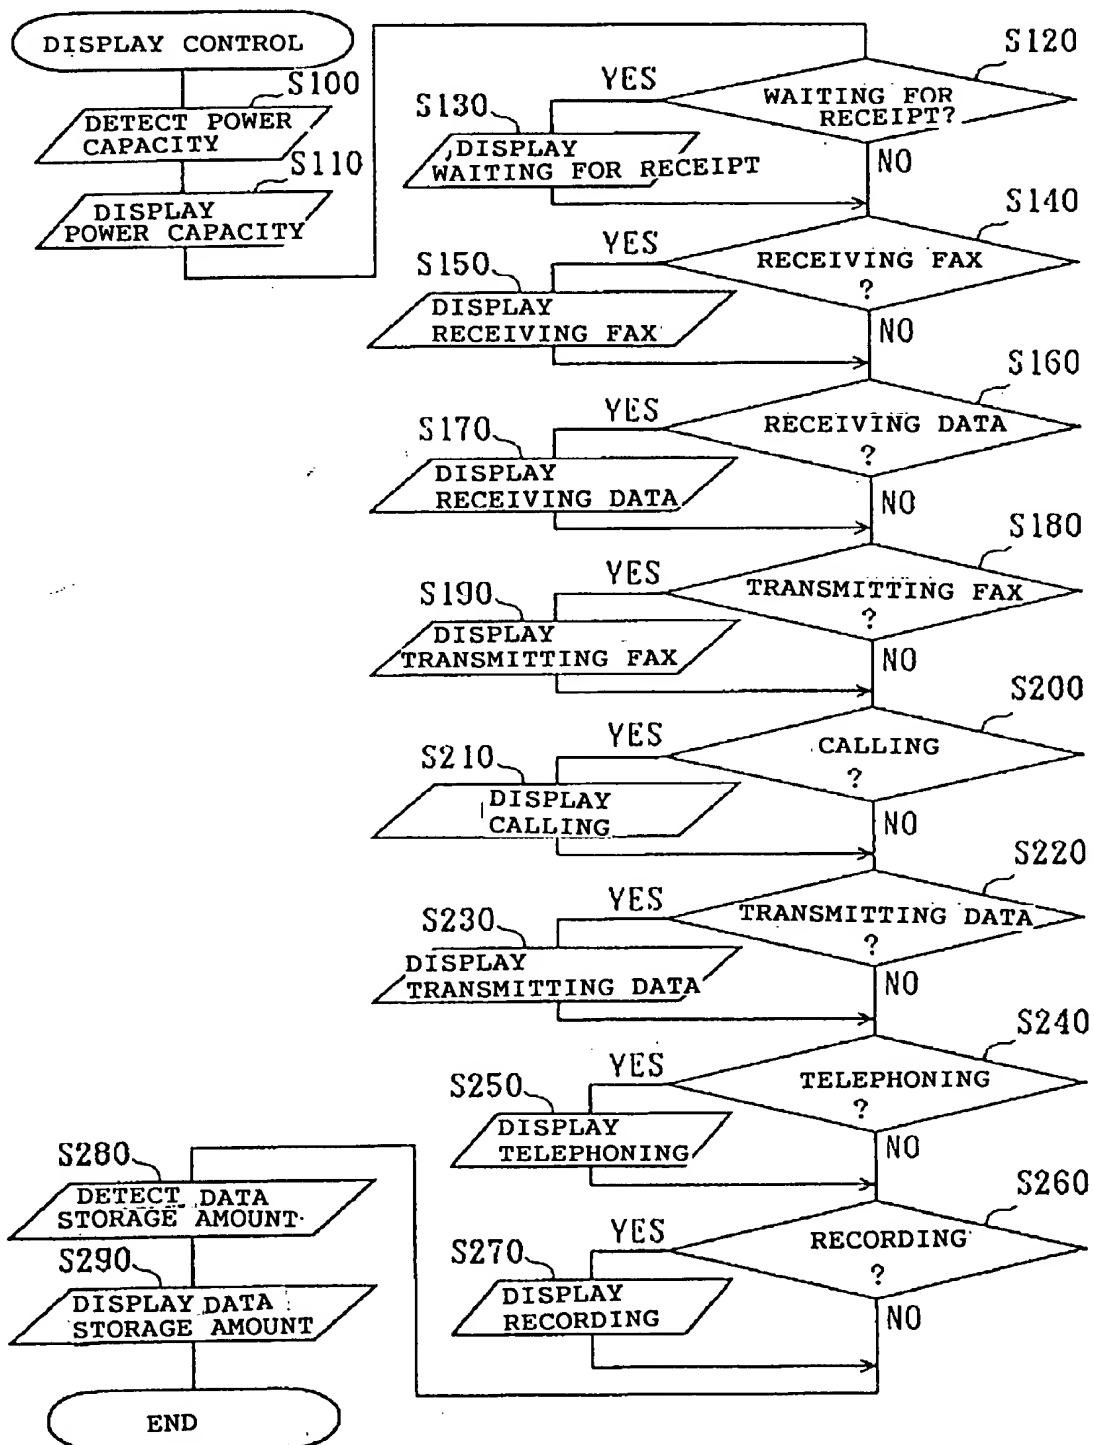 DISPLAY CONTROL
S100
DETECT POWER
CAPACITY
S110
DISPLAY
POWER CAPACITY
S120
WAITING FOR
RECEIPT?
YES
NO
S130
DISPLAY
WAITING FOR RECEIPT
S140
RECEIVING FAX
?
YES
NO
S150
DISPLAY
RECEIVING FAX
S160
RECEIVING DATA
?
YES
NO
S170
DISPLAY
RECEIVING DATA
S180
TRANSMITTING FAX
?
YES
NO
S190
DISPLAY
TRANSMITTING FAX
S200
CALLING
?
YES
NO
S210
DISPLAY
CALLING
S220
TRANSMITTING DATA
?
YES
NO
S230
DISPLAY
TRANSMITTING DATA
S240
TELEPHONING
?
YES
NO
S250
DISPLAY
TELEPHONING
S260
RECORDING
?
YES
NO
S270
DISPLAY
RECORDING
S280
DETECT DATA
STORAGE AMOUNT
S290
DISPLAY DATA
STORAGE AMOUNT
END